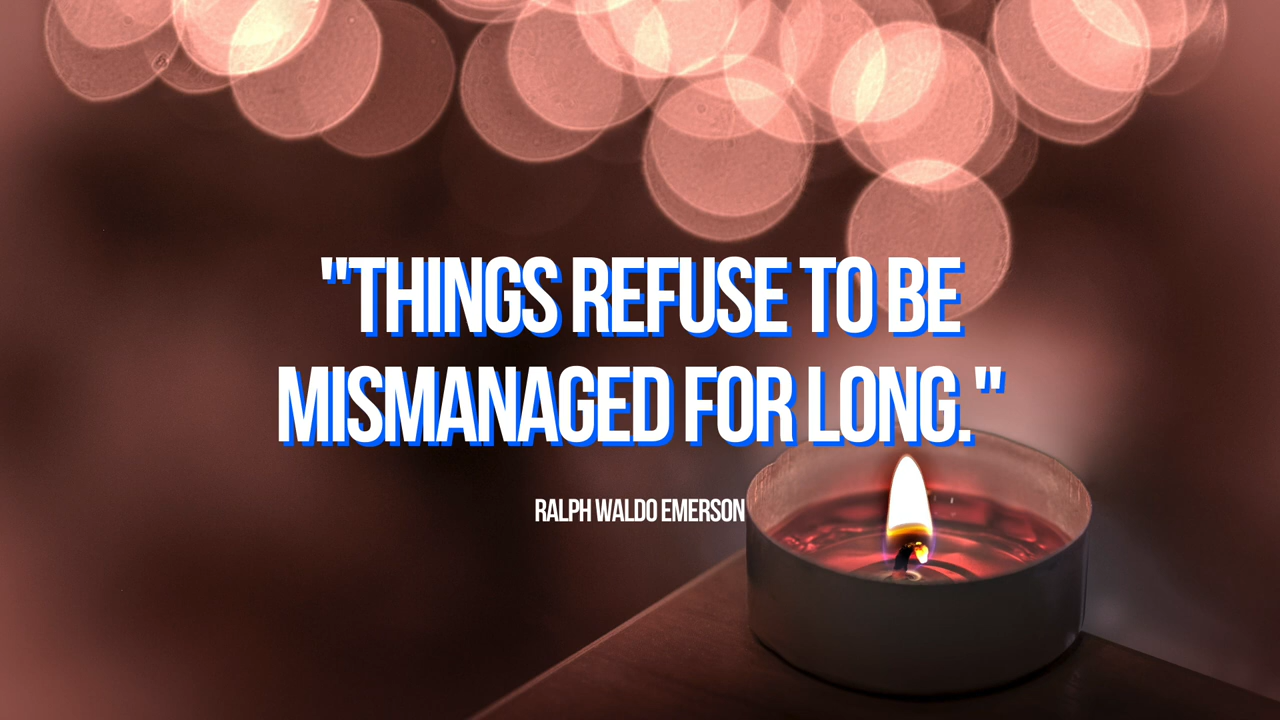 "THINGS REFUSE TO BE
MISMANAGED FOR LONG."
RALPH WALDO EMERSON